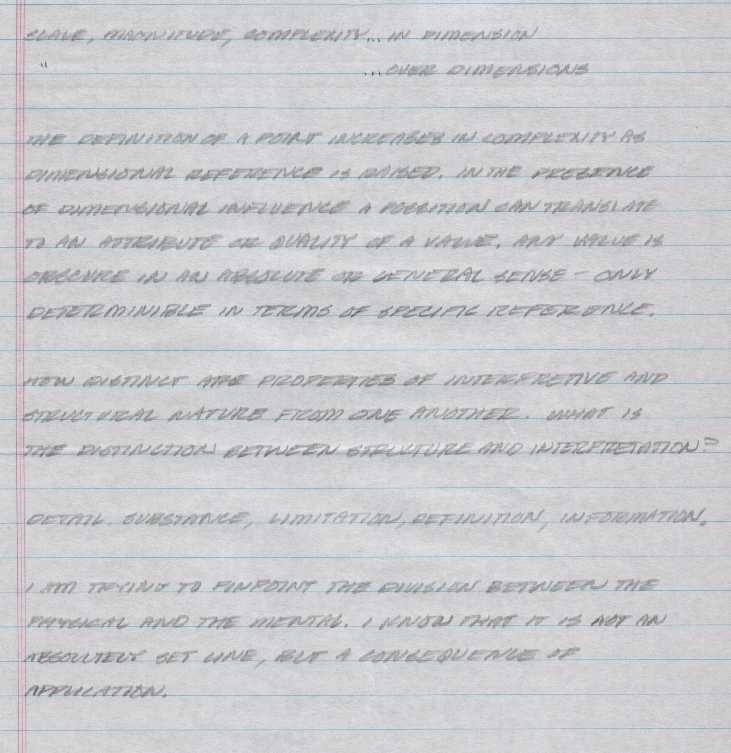 SCALE, MAGNITUDE, COMPLEXITY... IN DIMENSION
" ...OVER DIMENSIONS
THE DEFINITION OF A POINT INCREASES IN COMPLEXITY AS
DIMENSIONAL REFERENCE IS RAISED. IN THE PRESENCE
OF DIMENSIONAL INFLUENCE A POSSITION CAN TRANSLATE
TO AN ATTRIBUTE OR QUALITY OF A VALUE. ANY VALUE IS
OBSCURE IN AN ABSOLUTE OR GENERAL SENSE - ONLY
DETERMINIBLE IN TERMS OF SPECIFIC REFERENCE.
HOW DISTINCT ARE PROPERTIES OF INTERPRETIVE AND
STRUCTURAL NATURE FROM ONE ANOTHER. WHAT IS
THE DISTINCTION BETWEEN STRUCTURE AND INTERPRETATION?
DETAIL. SUBSTANCE, LIMITATION, DEFINITION, INFORMATION.
I AM TRYING TO PINPOINT THE DIVISION BETWEEN THE
PHYSICAL AND THE MENTAL. I KNOW THAT IT IS NOT AN
ABSOLUTELY SET LINE, BUT A CONSEQUENCE OF
APPLICATION.